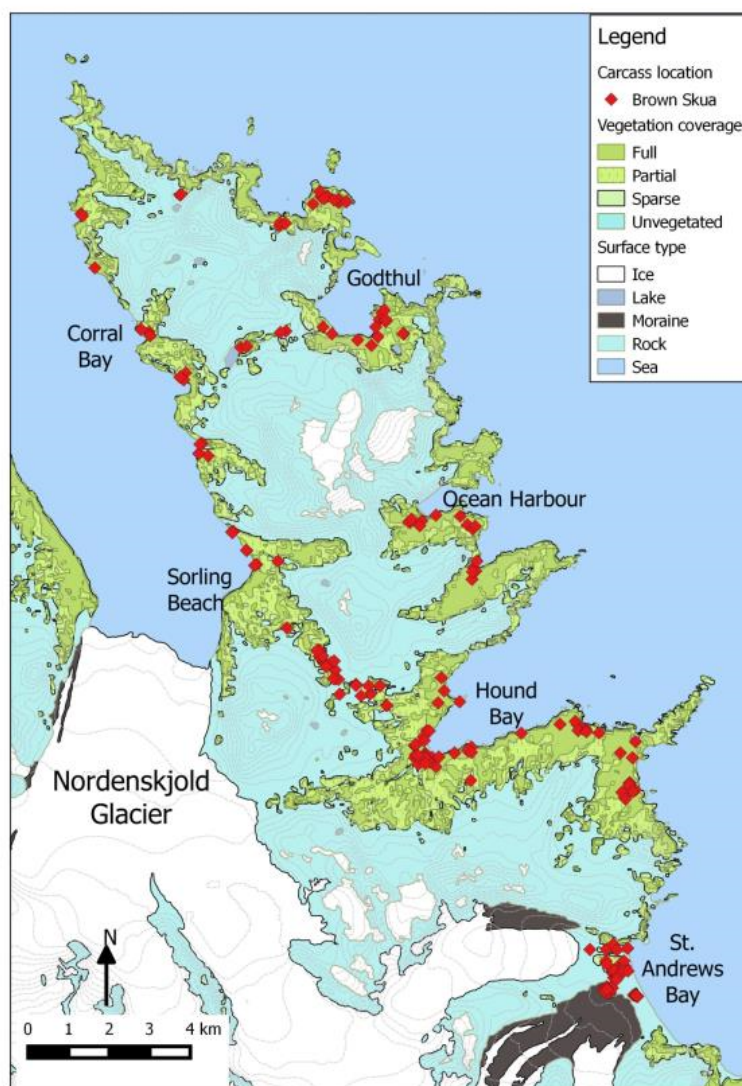 Legend
Carcass location
Brown Skua
Vegetation coverage
Full
Partial
Sparse
Unvegetated
Surface type
Ice
Lake
Moraine
Rock
Sea
Godthul
Corral
Bay
Ocean Harbour
Sorling
Beach
Hound
Bay
Nordenskjold
Glacier
St.
Andrews
Bay
N
0 1 2 3 4 km